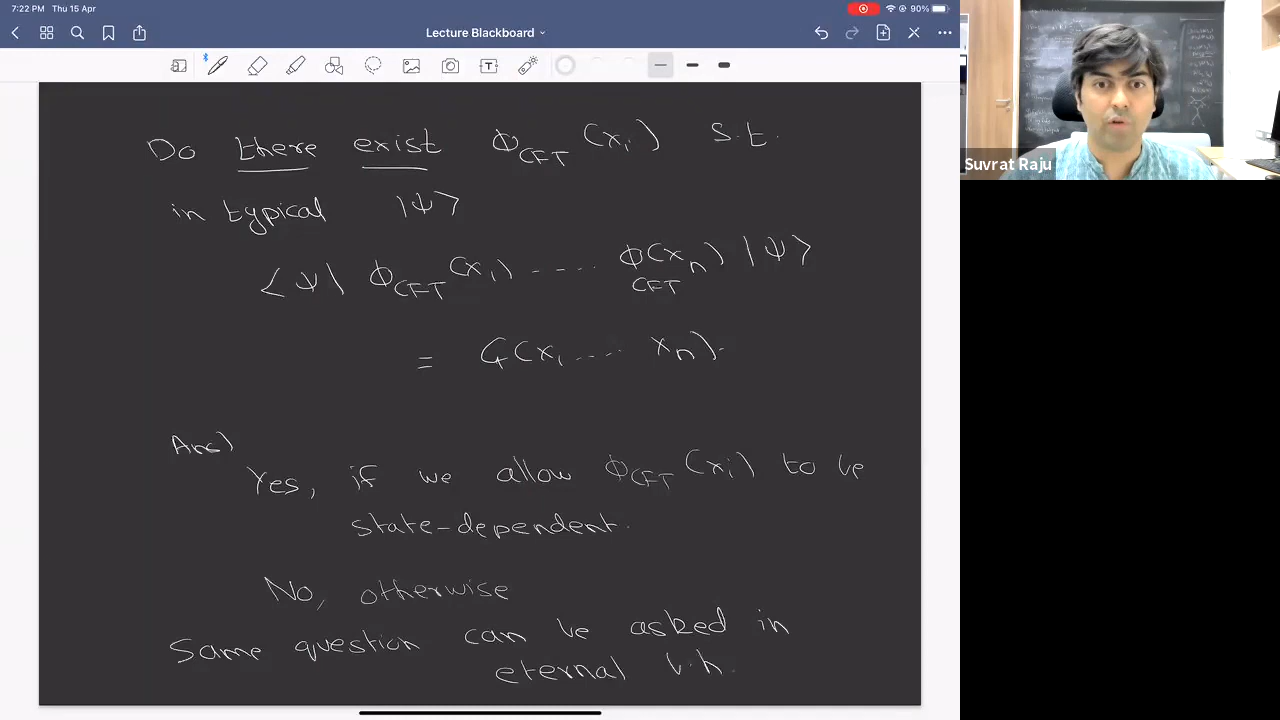 7:22 PM Thu 15 Apr
90%
Lecture Blackboard
Suvrat Raju
Do there exist Φ_CFT (x_i) s.t.
in typical |Ψ>
<Ψ| Φ_CFT (x_1) ---- Φ_CFT (x_n) |Ψ>
= G(x_1 .... x_n).
Ans)
Yes, if we allow Φ_CFT (x_i) to be
state-dependent.
No, otherwise
Same question can be asked in
eternal b.h.